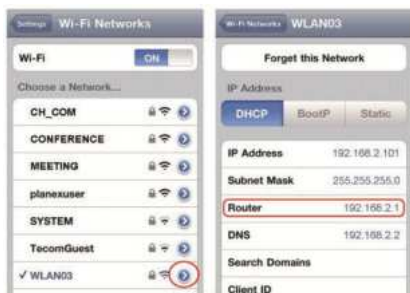 Settings
Wi-Fi Networks
Wi-Fi
ON
Choose a Network...
CH_COM
CONFERENCE
MEETING
planexuser
SYSTEM
TecomGuest
✓ WLAN03
Wi-Fi Networks
WLAN03
Forget this Network
IP Address
DHCP
BootP
Static
IP Address 192.168.2.101
Subnet Mask 255.255.255.0
Router 192.168.2.1
DNS 192.168.2.2
Search Domains
Client ID